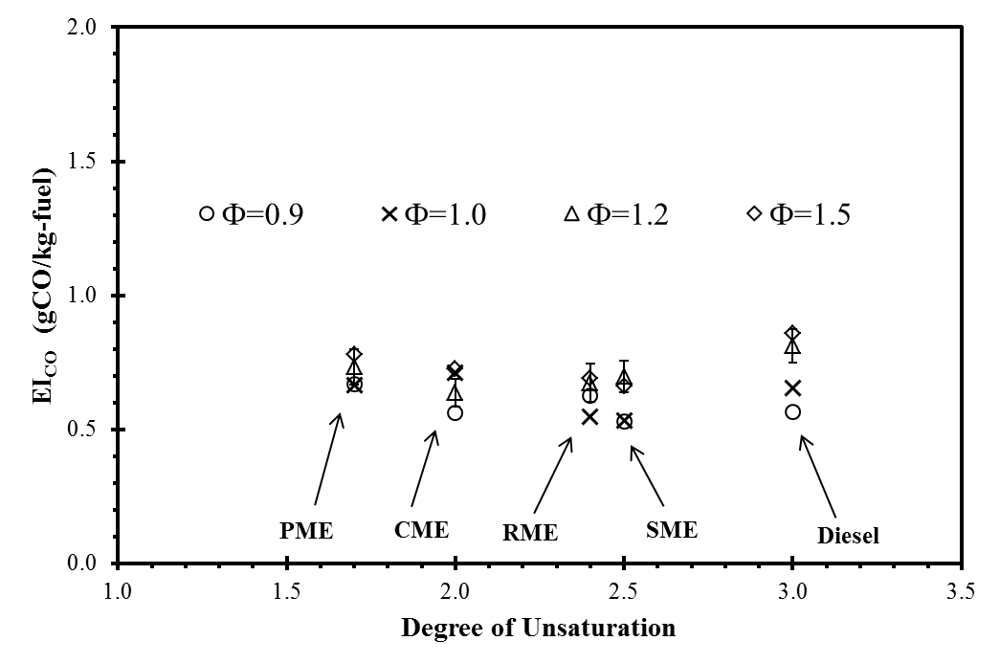 2.0
1.5
1.0
0.5
0.0
EI_CO (gCO/kg-fuel)
Φ=0.9 Φ=1.0 Φ=1.2 Φ=1.5
PME CME RME SME Diesel
1.0 1.5 2.0 2.5 3.0 3.5
Degree of Unsaturation